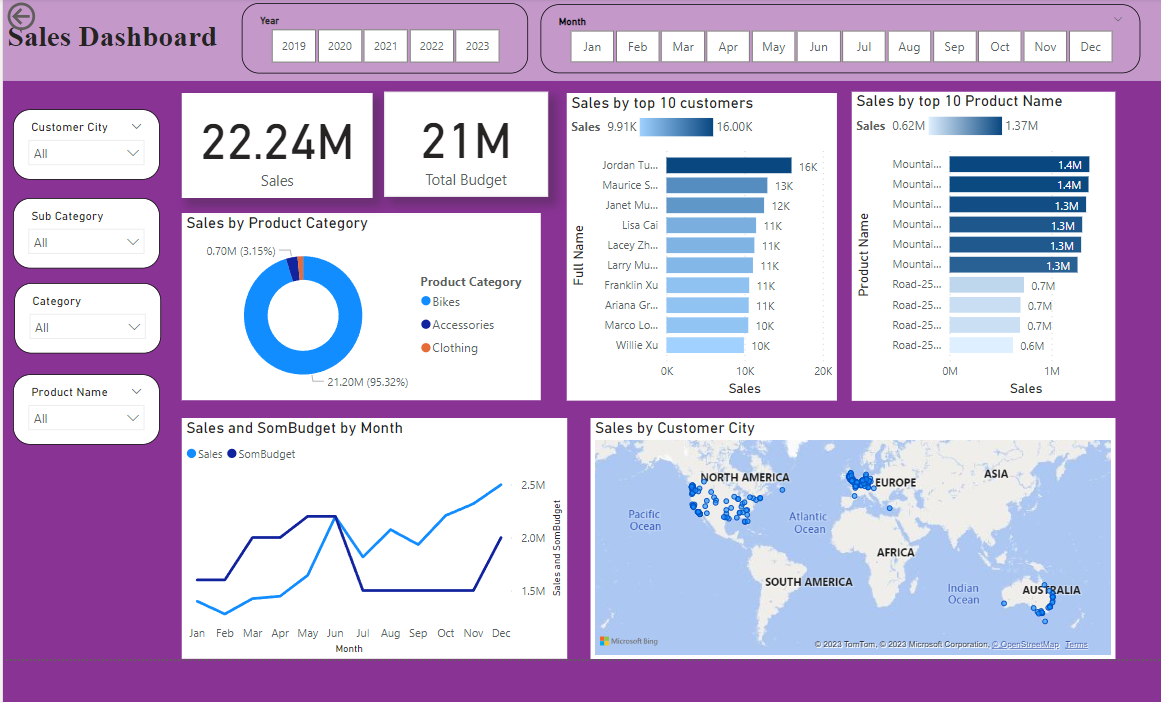 Sales Dashboard
Year
2019 2020 2021 2022 2023
Month
Jan Feb Mar Apr May Jun Jul Aug Sep Oct Nov Dec
Customer City
All
Sub Category
All
Category
All
Product Name
All
22.24M
Sales
21M
Total Budget
Sales by Product Category
0.70M (3.15%)
21.20M (95.32%)
Product Category
Bikes
Accessories
Clothing
Sales by top 10 customers
Sales 9.91K 16.00K
Full Name
Jordan Tu... 16K
Maurice S... 13K
Janet Mu... 12K
Lisa Cai 11K
Lacey Zh... 11K
Larry Mu... 11K
Franklin Xu 11K
Ariana Gr... 11K
Marco Lo... 10K
Willie Xu 10K
0K 10K 20K
Sales
Sales by top 10 Product Name
Sales 0.62M 1.37M
Product Name
Mountai... 1.4M
Mountai... 1.4M
Mountai... 1.3M
Mountai... 1.3M
Mountai... 1.3M
Mountai... 1.3M
Road-25... 0.7M
Road-25... 0.7M
Road-25... 0.7M
Road-25... 0.6M
0M 1M
Sales
Sales and SomBudget by Month
Sales SomBudget
2.5M
2.0M
1.5M
Sales and SomBudget
Jan Feb Mar Apr May Jun Jul Aug Sep Oct Nov Dec
Month
Sales by Customer City
NORTH AMERICA
EUROPE
ASIA
Pacific
Ocean
Atlantic
Ocean
AFRICA
SOUTH AMERICA
Indian
Ocean
AUSTRALIA
Microsoft Bing
© 2023 TomTom, © 2023 Microsoft Corporation, © OpenStreetMap Terms